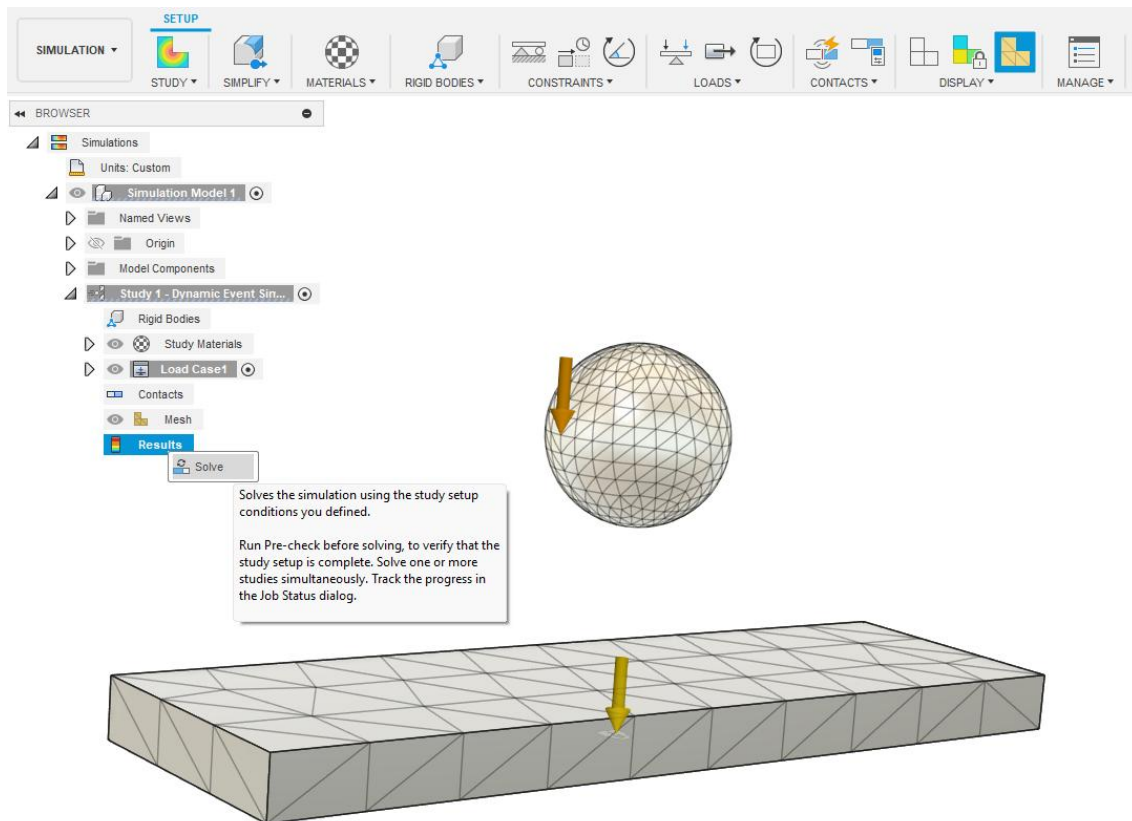 SETUP
SIMULATION ▾
STUDY ▾
SIMPLIFY ▾
MATERIALS ▾
RIGID BODIES ▾
CONSTRAINTS ▾
LOADS ▾
CONTACTS ▾
DISPLAY ▾
MANAGE ▾
BROWSER
Simulations
Units: Custom
Simulation Model 1
Named Views
Origin
Model Components
Study 1 - Dynamic Event Sin...
Rigid Bodies
Study Materials
Load Case1
Contacts
Mesh
Results
Solve
Solves the simulation using the study setup
conditions you defined.
Run Pre-check before solving, to verify that the
study setup is complete. Solve one or more
studies simultaneously. Track the progress in
the Job Status dialog.